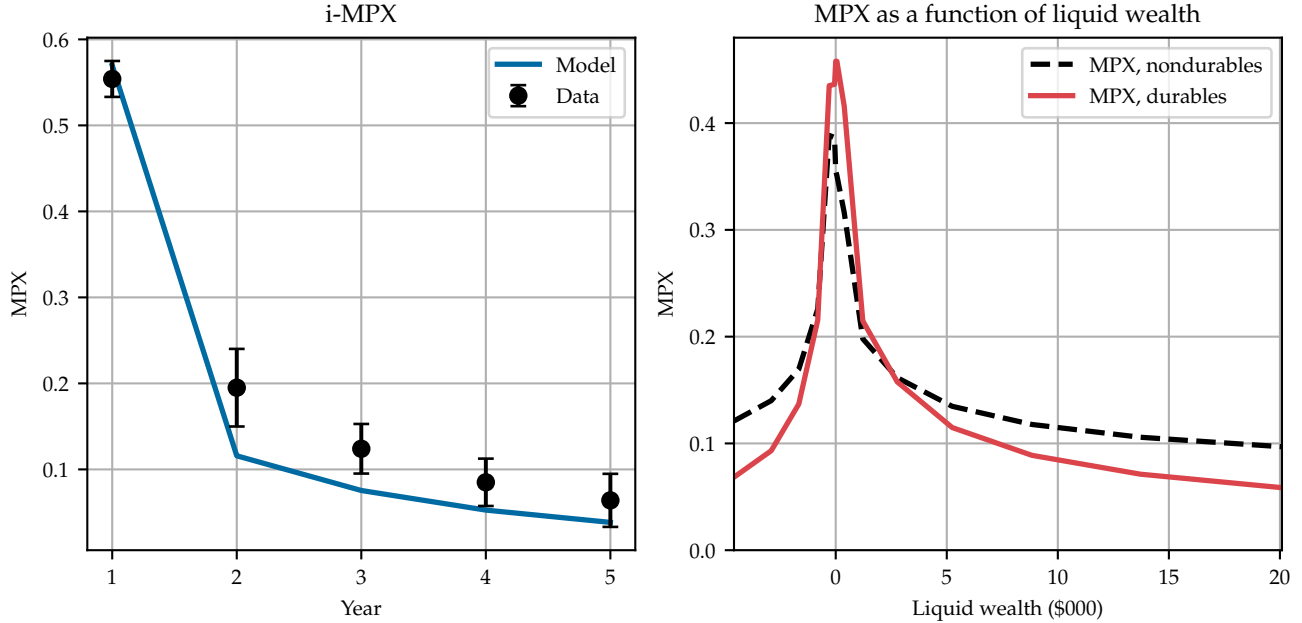 i-MPX
0.6
0.5
0.4
0.3
0.2
0.1
MPX
1
2
3
4
5
Year
Model
Data
MPX as a function of liquid wealth
0.4
0.3
0.2
0.1
0.0
MPX
0
5
10
15
20
Liquid wealth ($000)
MPX, nondurables
MPX, durables